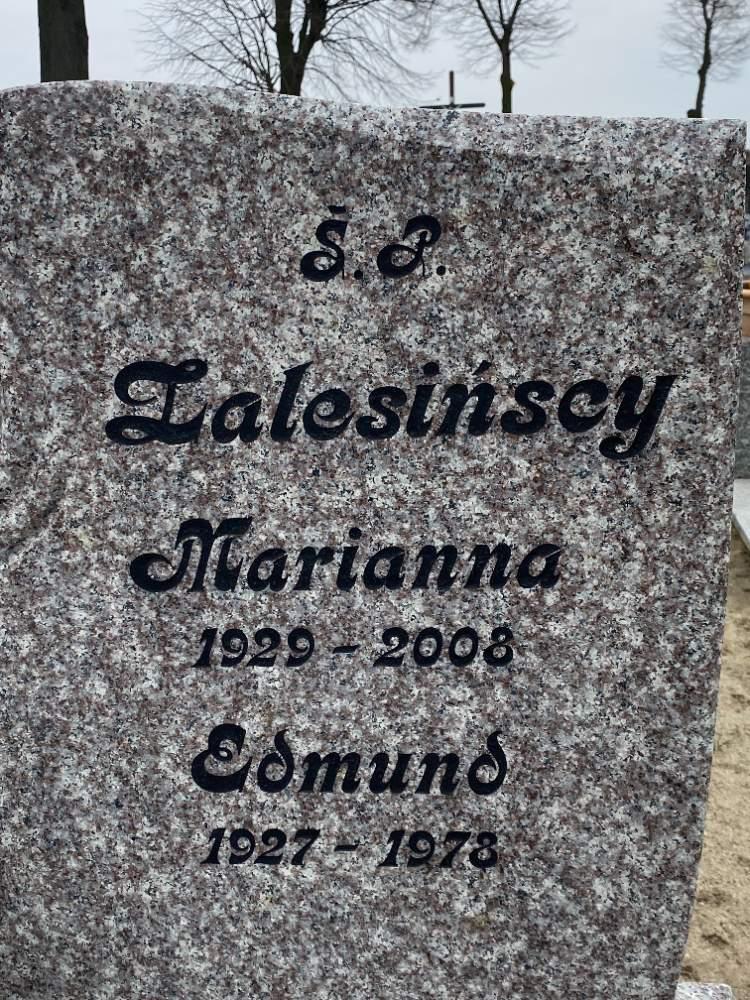 Ś. P.
Zalesińscy
Marianna
1929 - 2008
Edmund
1927 - 1978